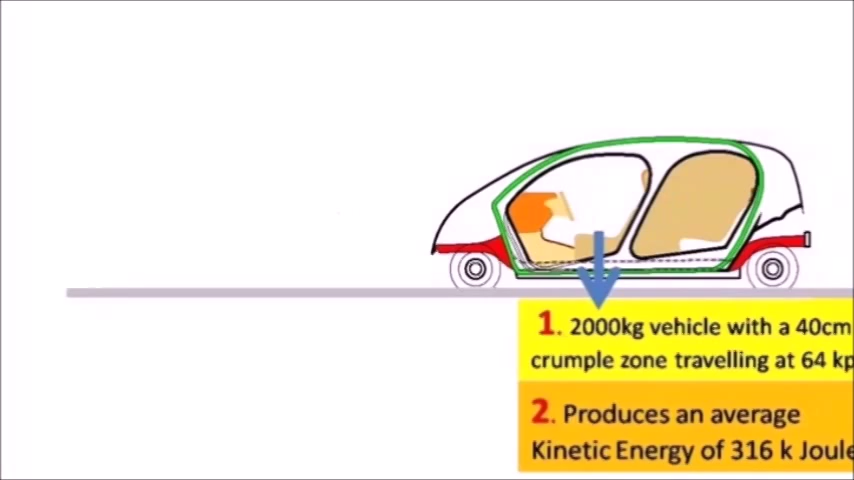 1. 2000kg vehicle with a 40cm
crumple zone travelling at 64 kp
2. Produces an average
Kinetic Energy of 316 k Joule